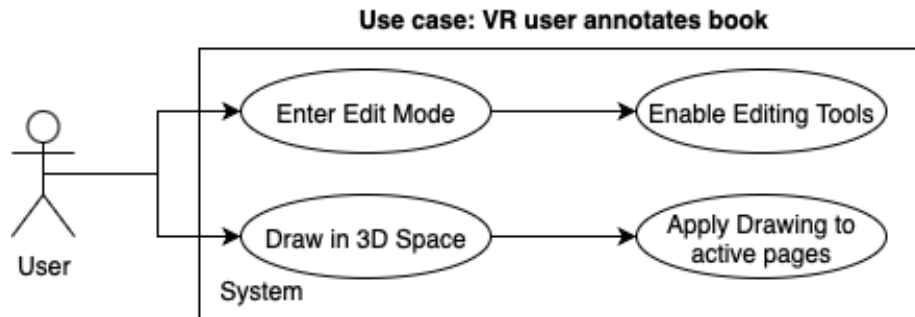 Use case: VR user annotates book
Enter Edit Mode
Enable Editing Tools
Draw in 3D Space
Apply Drawing to
active pages
User
System